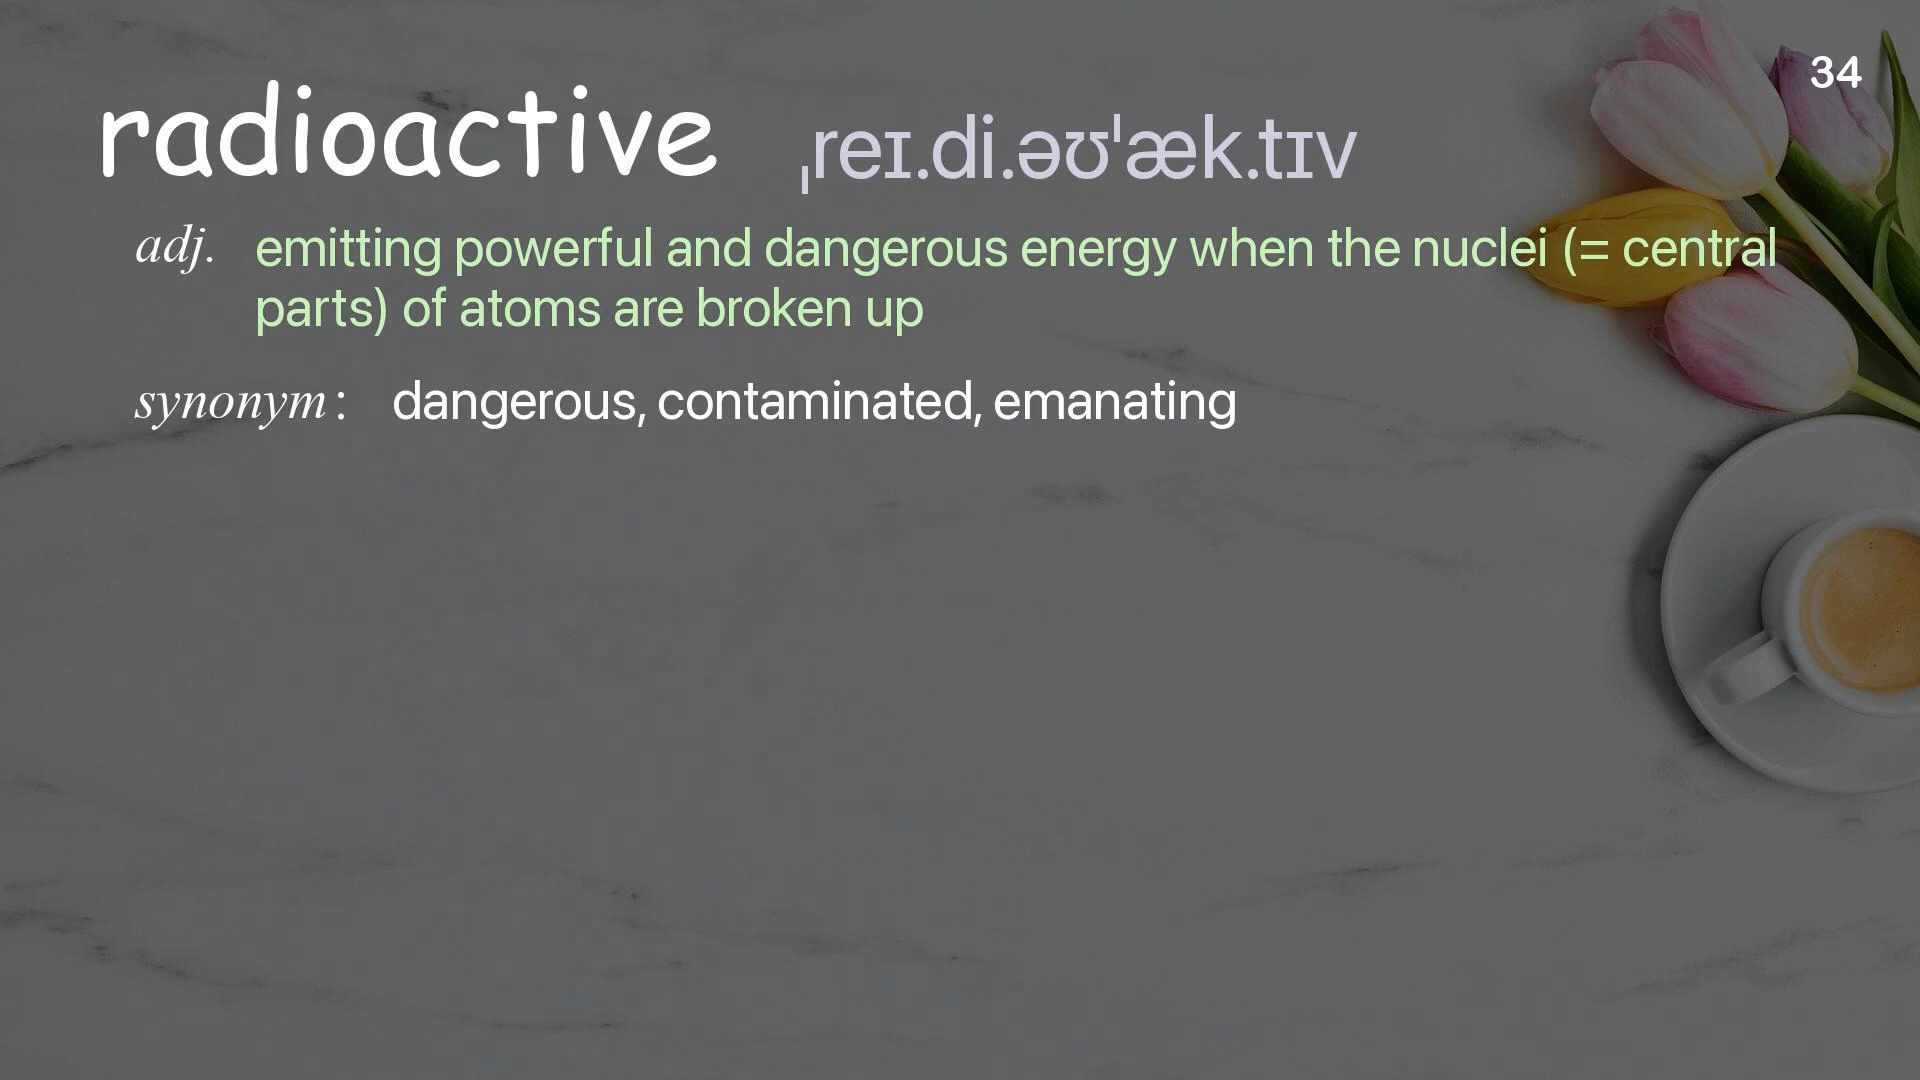 34
radioactive ˌreɪ.di.əʊˈæk.tɪv
adj. emitting powerful and dangerous energy when the nuclei (= central
parts) of atoms are broken up
synonym : dangerous, contaminated, emanating